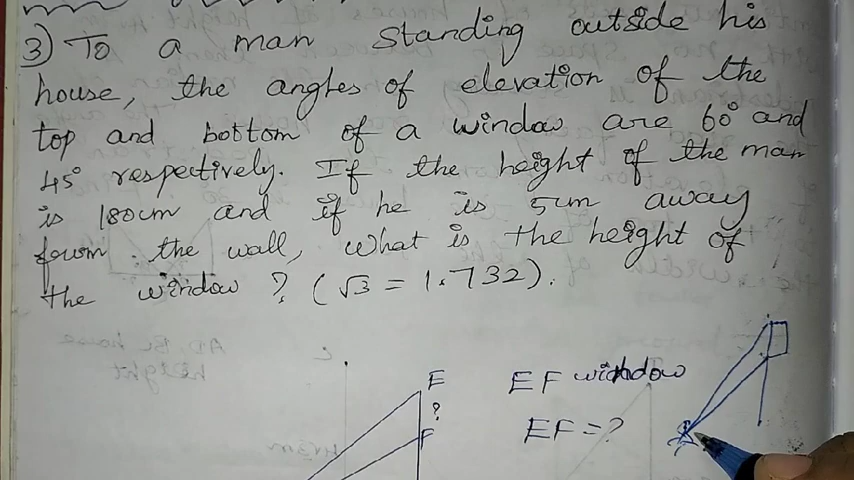 3) To a man standing outside his
house, the angles of elevation of the
top and bottom of a window are 60° and
45° respectively. If the height of the man
is 180cm and if he is 5m away
from the wall, what is the height of
the window ? (√3 = 1.732).
E
?
F
EF window
EF = ?